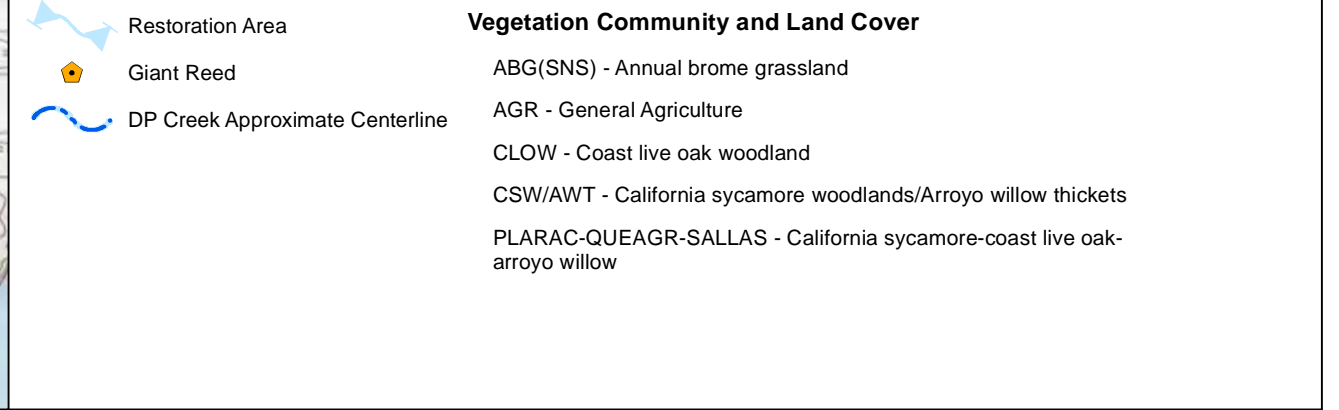 Restoration Area
Giant Reed
DP Creek Approximate Centerline
Vegetation Community and Land Cover
ABG(SNS) - Annual brome grassland
AGR - General Agriculture
CLOW - Coast live oak woodland
CSW/AWT - California sycamore woodlands/Arroyo willow thickets
PLARAC-QUEAGR-SALLAS - California sycamore-coast live oak-
arroyo willow